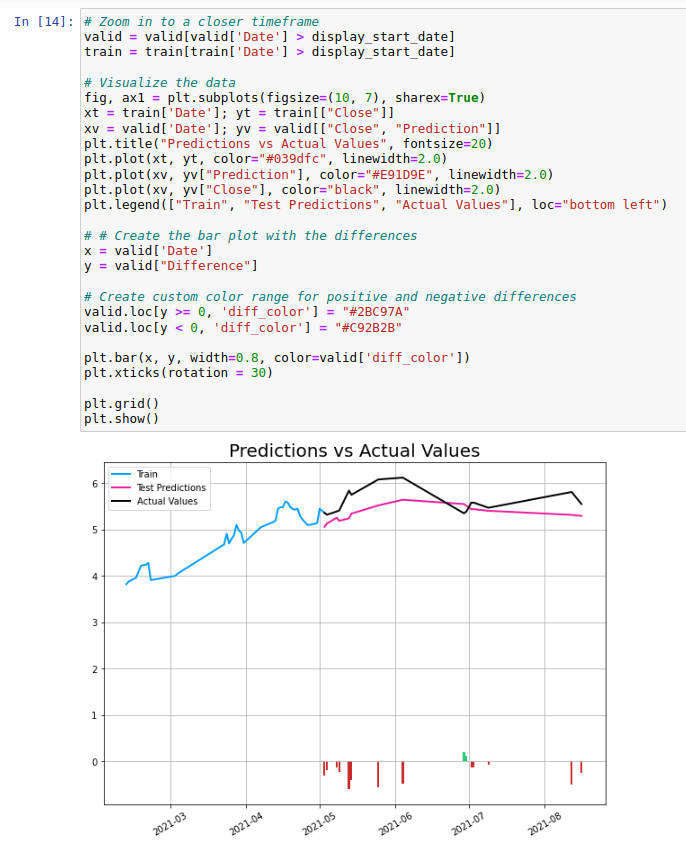 In [14]: # Zoom in to a closer timeframe
valid = valid[valid['Date'] > display_start_date]
train = train[train['Date'] > display_start_date]
# Visualize the data
fig, ax1 = plt.subplots(figsize=(10, 7), sharex=True)
xt = train['Date']; yt = train[["Close"]]
xv = valid['Date']; yv = valid[["Close", "Prediction"]]
plt.title("Predictions vs Actual Values", fontsize=20)
plt.plot(xt, yt, color="#039dfc", linewidth=2.0)
plt.plot(xv, yv["Prediction"], color="#E91D9E", linewidth=2.0)
plt.plot(xv, yv["Close"], color="black", linewidth=2.0)
plt.legend(["Train", "Test Predictions", "Actual Values"], loc="bottom left")
# # Create the bar plot with the differences
x = valid['Date']
y = valid["Difference"]
# Create custom color range for positive and negative differences
valid.loc[y >= 0, 'diff_color'] = "#2BC97A"
valid.loc[y < 0, 'diff_color'] = "#C92B2B"
plt.bar(x, y, width=0.8, color=valid['diff_color'])
plt.xticks(rotation = 30)
plt.grid()
plt.show()
Predictions vs Actual Values
Train
Test Predictions
Actual Values
6
5
4
3
2
1
0
2021-03
2021-04
2021-05
2021-06
2021-07
2021-08